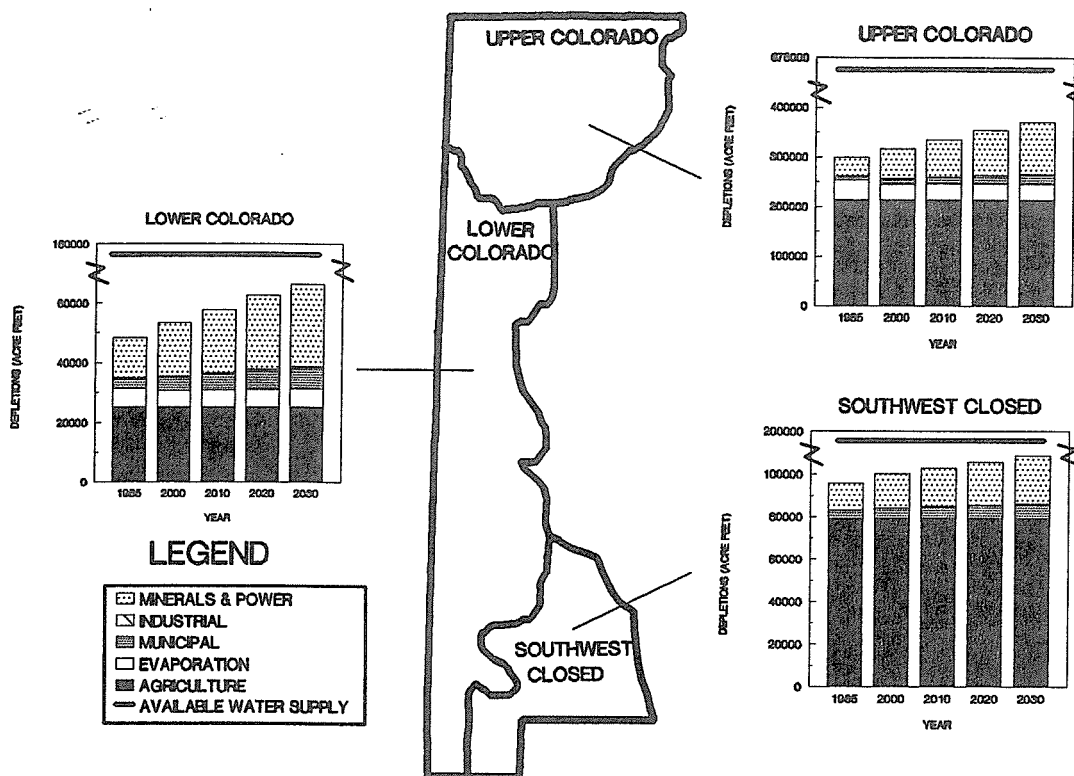 UPPER COLORADO
LOWER
COLORADO
SOUTHWEST
CLOSED
LOWER COLORADO
DEPLETIONS (ACRE FEET)
160000
60000
40000
20000
0
1985 2000 2010 2020 2030
YEAR
LEGEND
MINERALS & POWER
INDUSTRIAL
MUNICIPAL
EVAPORATION
AGRICULTURE
AVAILABLE WATER SUPPLY
UPPER COLORADO
DEPLETIONS (ACRE FEET)
675000
400000
300000
200000
100000
0
1985 2000 2010 2020 2030
YEAR
SOUTHWEST CLOSED
DEPLETIONS (ACRE FEET)
200000
100000
80000
60000
40000
20000
0
1985 2000 2010 2020 2030
YEAR